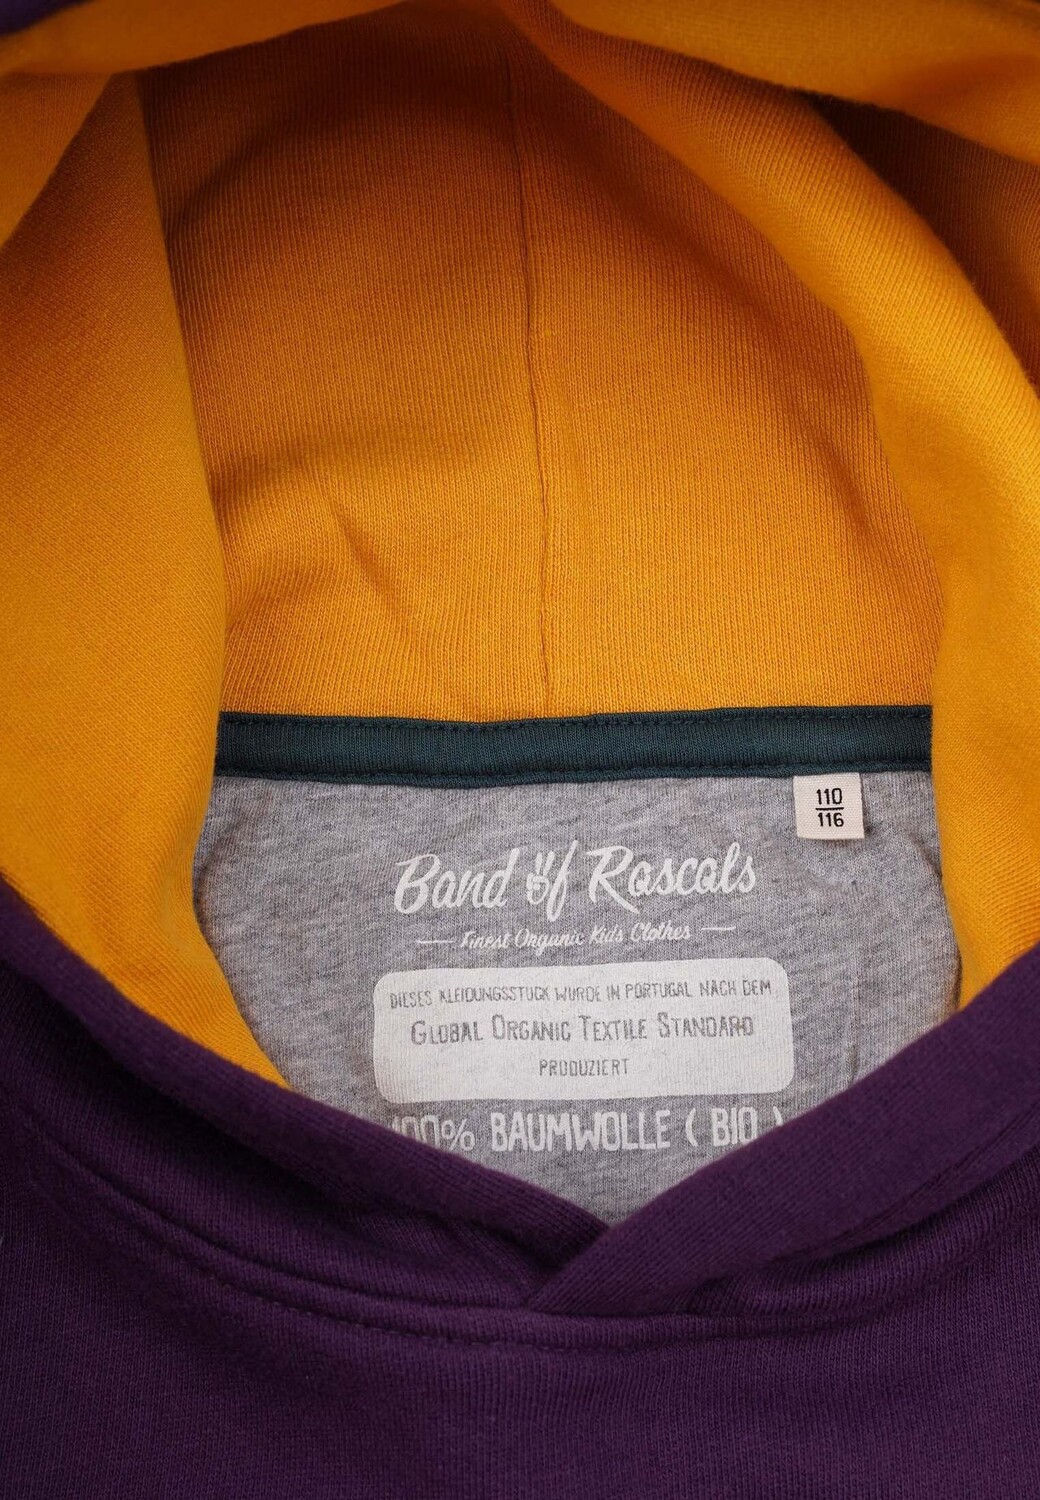 110
116
Band of Rascals
Finest Organic Kids Clothes
DIESES KLEIDUNGSSTÜCK WURDE IN PORTUGAL NACH DEM
GLOBAL ORGANIC TEXTILE STANDARD
PRODUZIERT
100% BAUMWOLLE ( BIO )